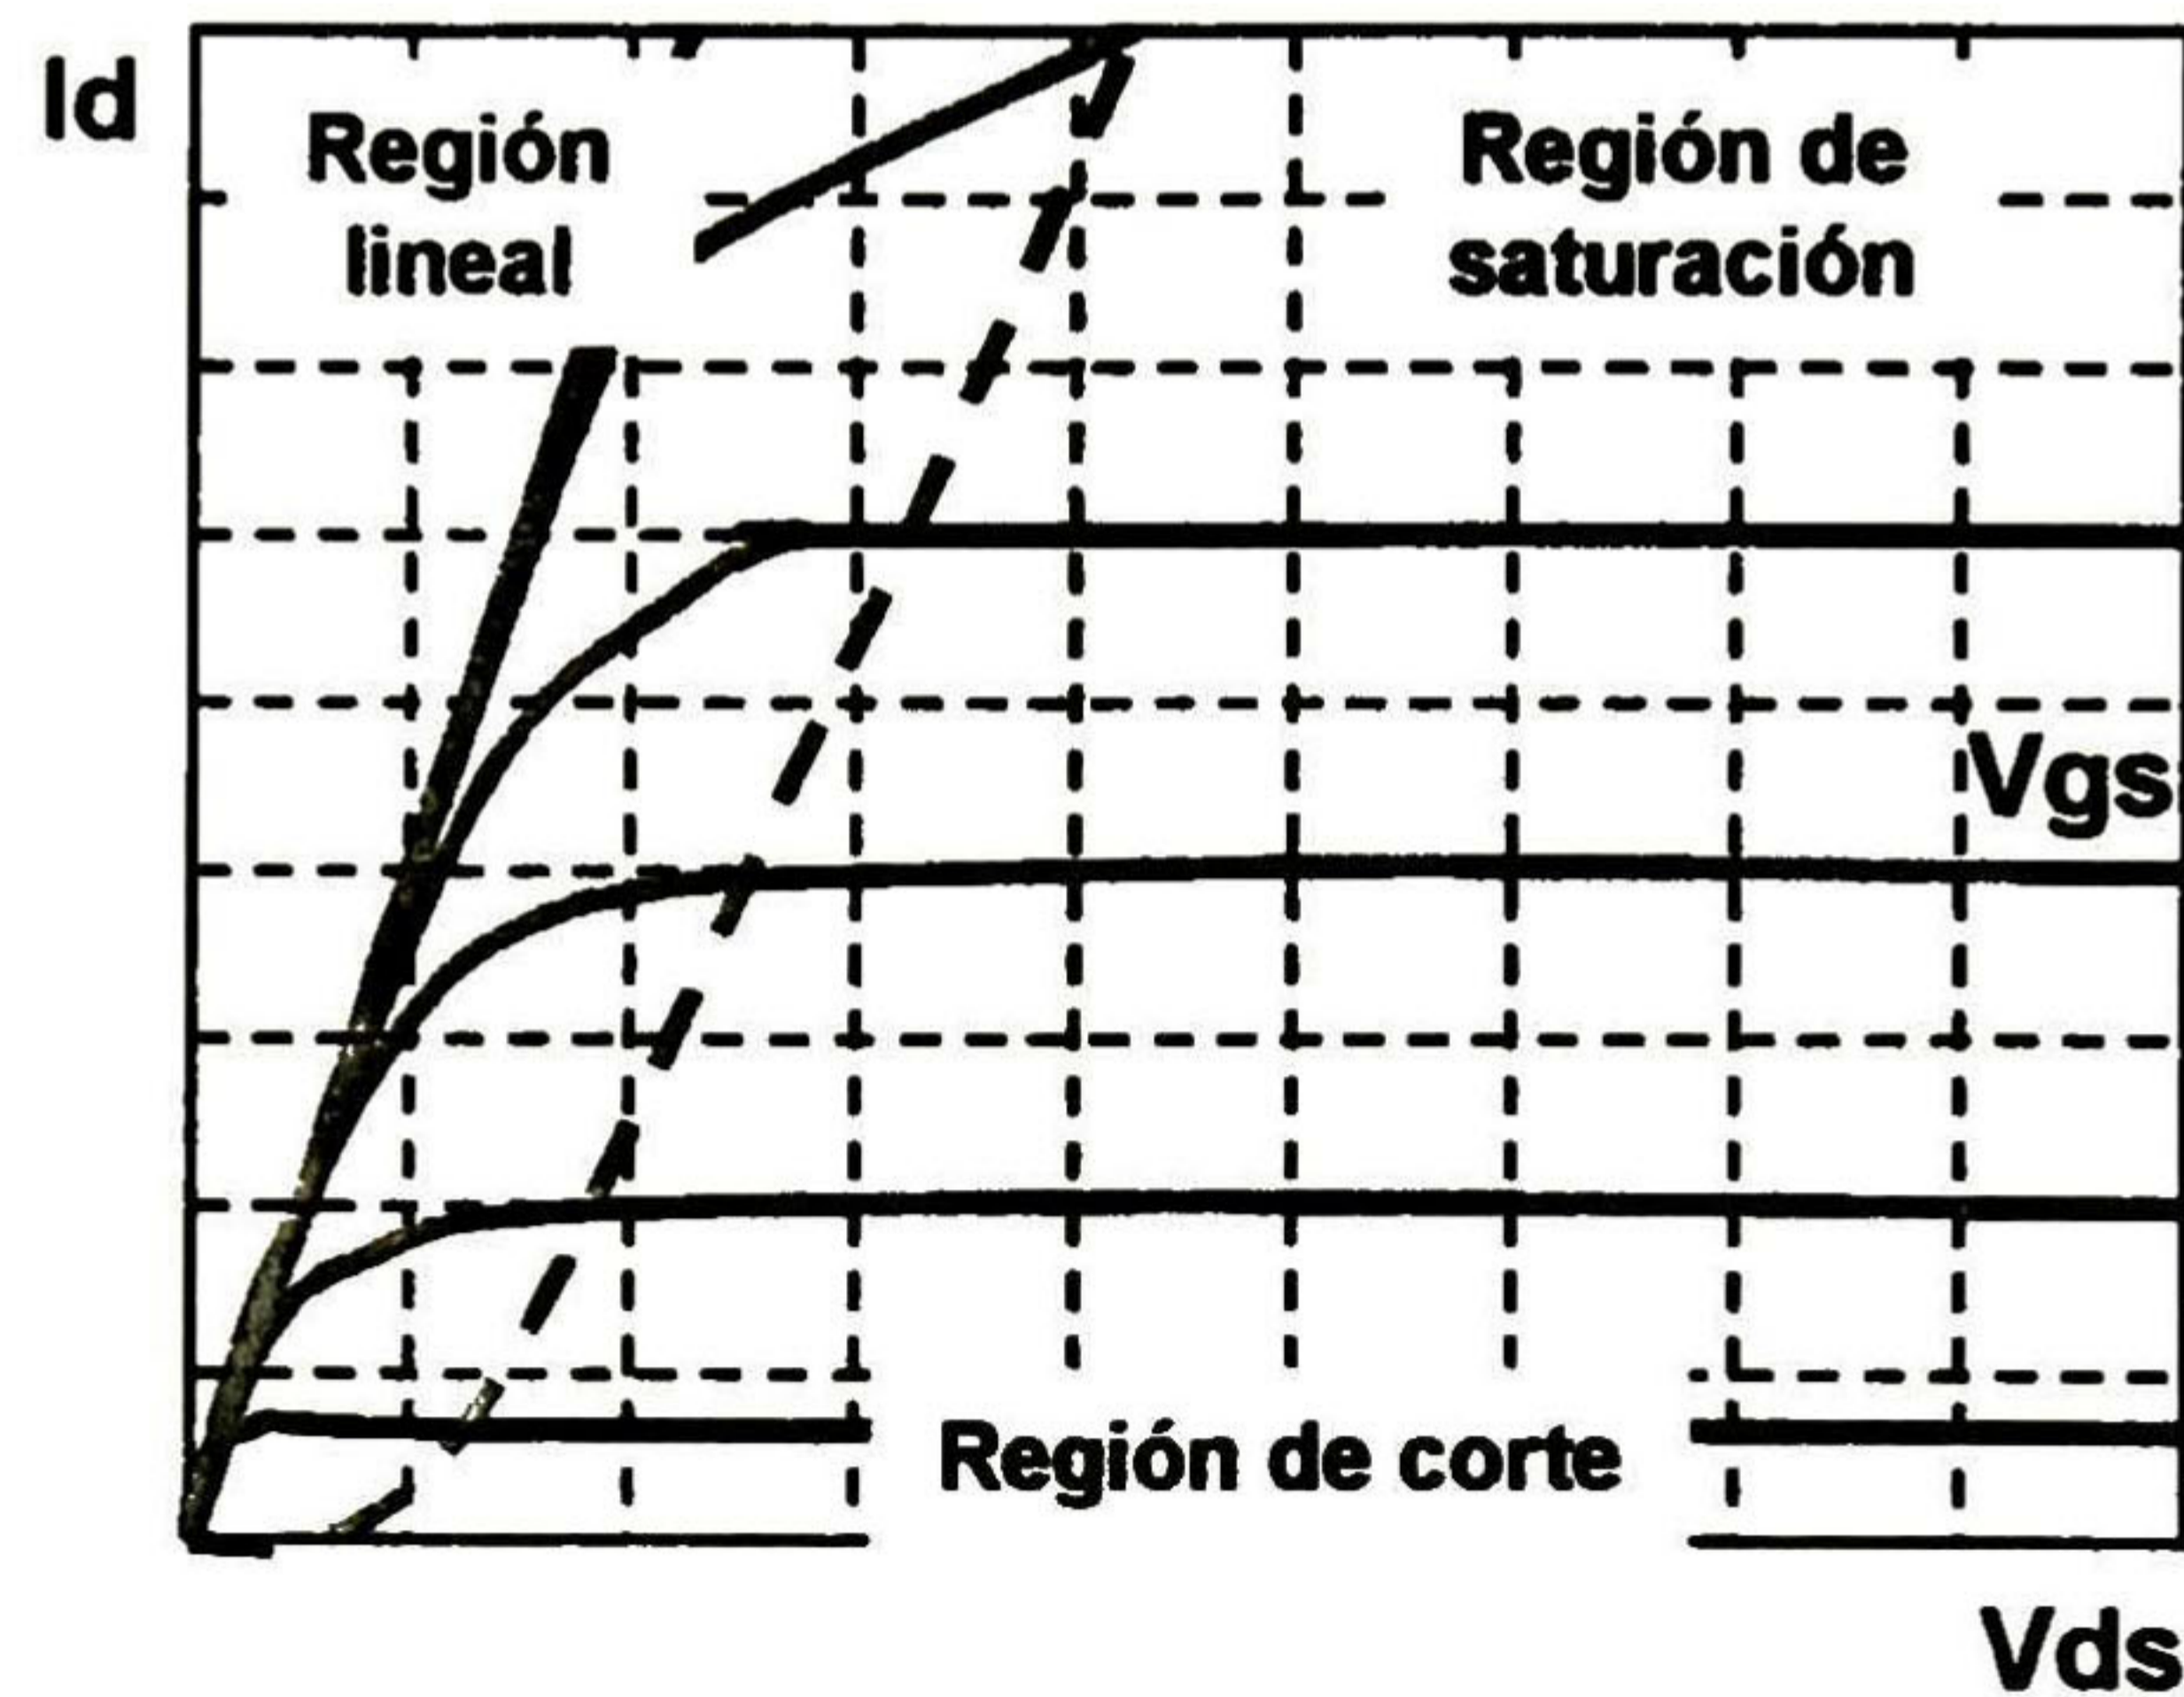 Id
Región
lineal
Región de
saturación
Vgs
Región de corte
Vds